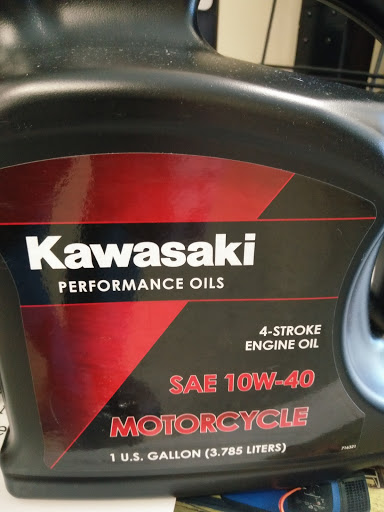 Kawasaki
PERFORMANCE OILS
4-STROKE
ENGINE OIL
SAE 10W-40
MOTORCYCLE
1 U.S. GALLON (3.785 LITERS)